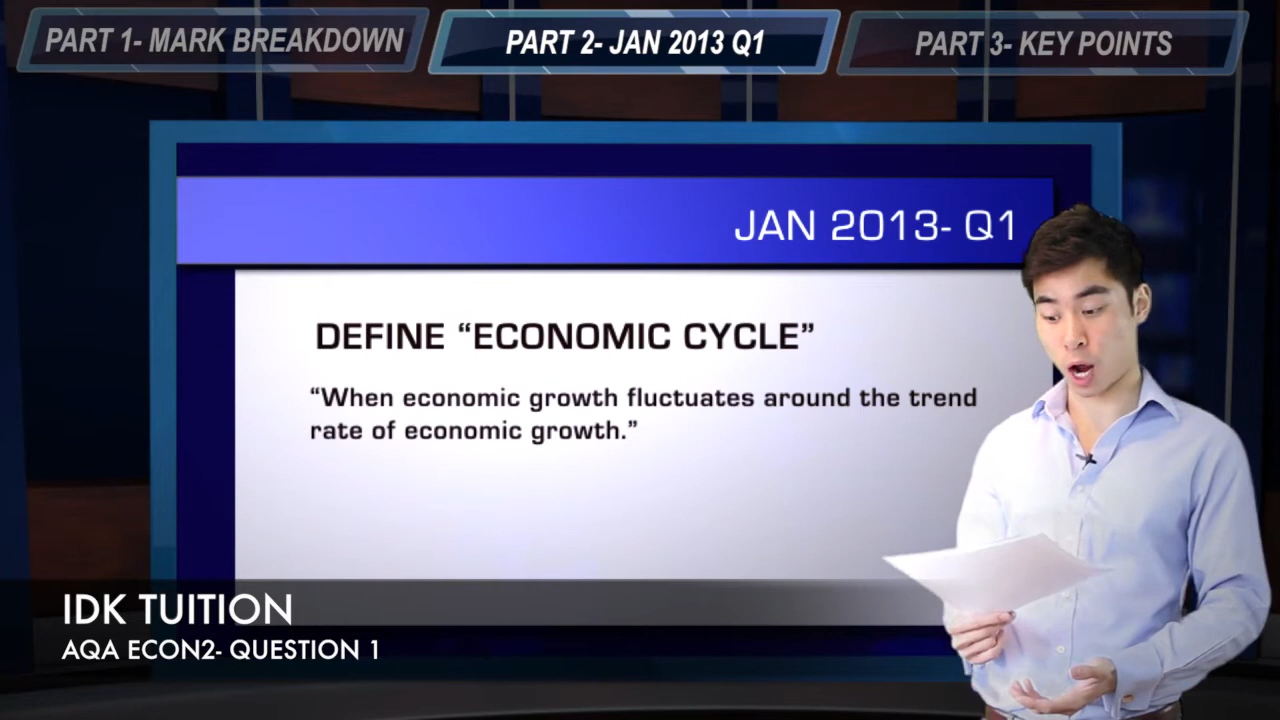 PART 1- MARK BREAKDOWN
PART 2- JAN 2013 Q1
PART 3- KEY POINTS
JAN 2013- Q1
DEFINE “ECONOMIC CYCLE”
“When economic growth fluctuates around the trend
rate of economic growth.”
IDK TUITION
AQA ECON2- QUESTION 1